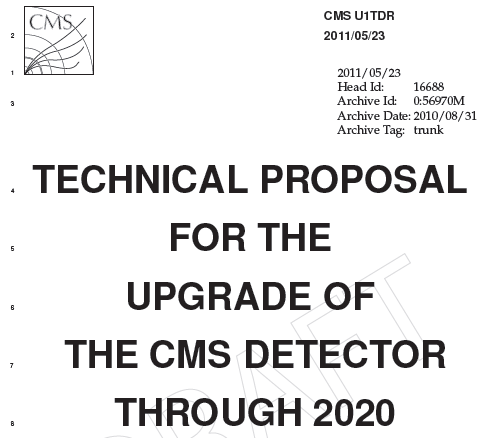 CMS
CMS U1TDR
2
2011/05/23
1
2011/05/23
Head Id: 16688
3
Archive Id: 0:56970M
Archive Date: 2010/08/31
Archive Tag: trunk
4 TECHNICAL PROPOSAL
5 FOR THE
6 UPGRADE OF
7 THE CMS DETECTOR
8 THROUGH 2020
DRAFT